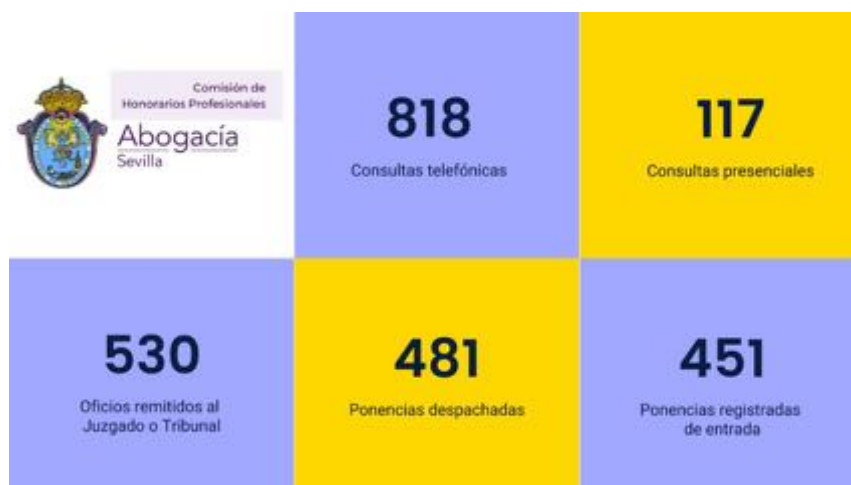 Comisión de
Honorarios Profesionales
Abogacía
Sevilla
818
Consultas telefónicas
117
Consultas presenciales
530
Oficios remitidos al
Juzgado o Tribunal
481
Ponencias despachadas
451
Ponencias registradas
de entrada